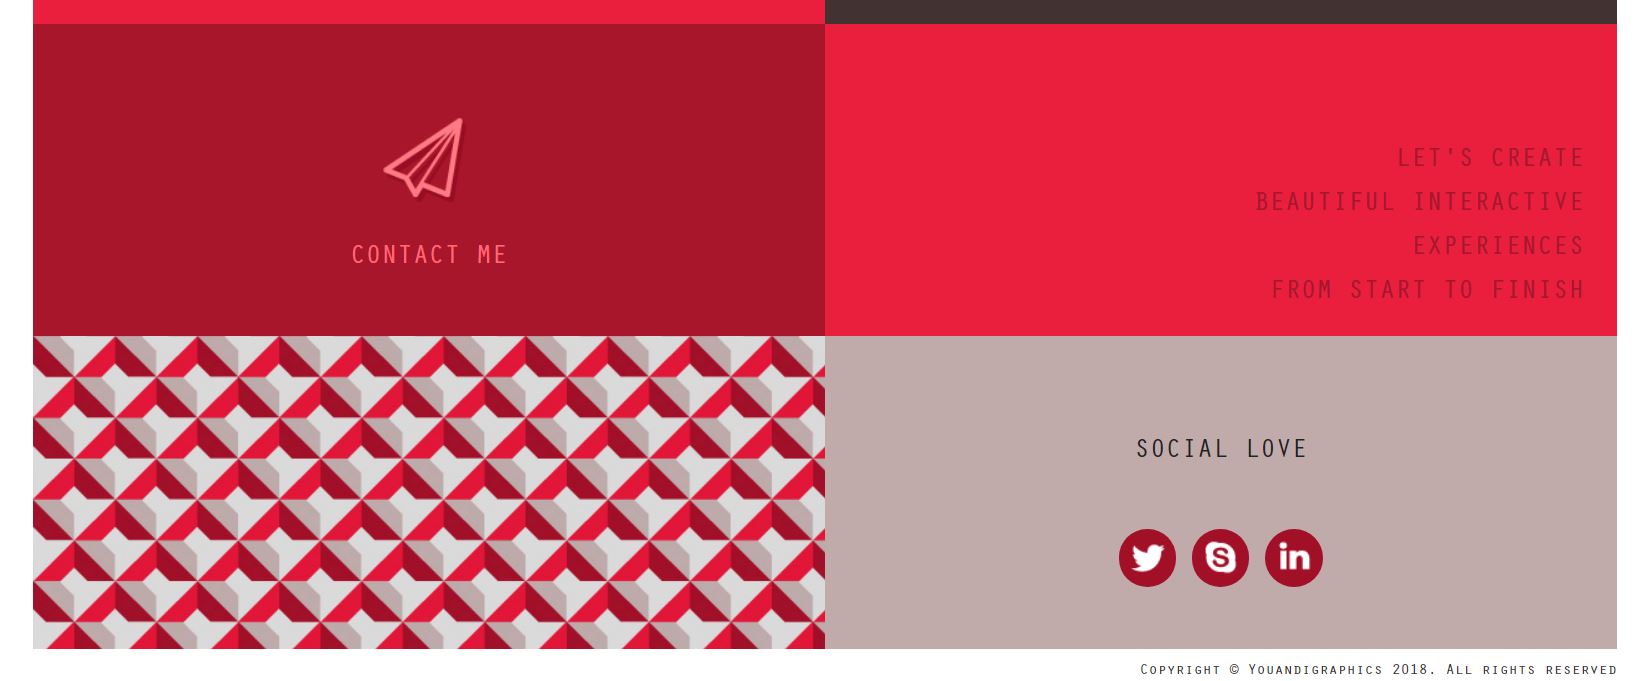 CONTACT ME
LET'S CREATE
BEAUTIFUL INTERACTIVE
EXPERIENCES
FROM START TO FINISH
SOCIAL LOVE
S
in
Copyright © Youandigraphics 2018. All rights reserved